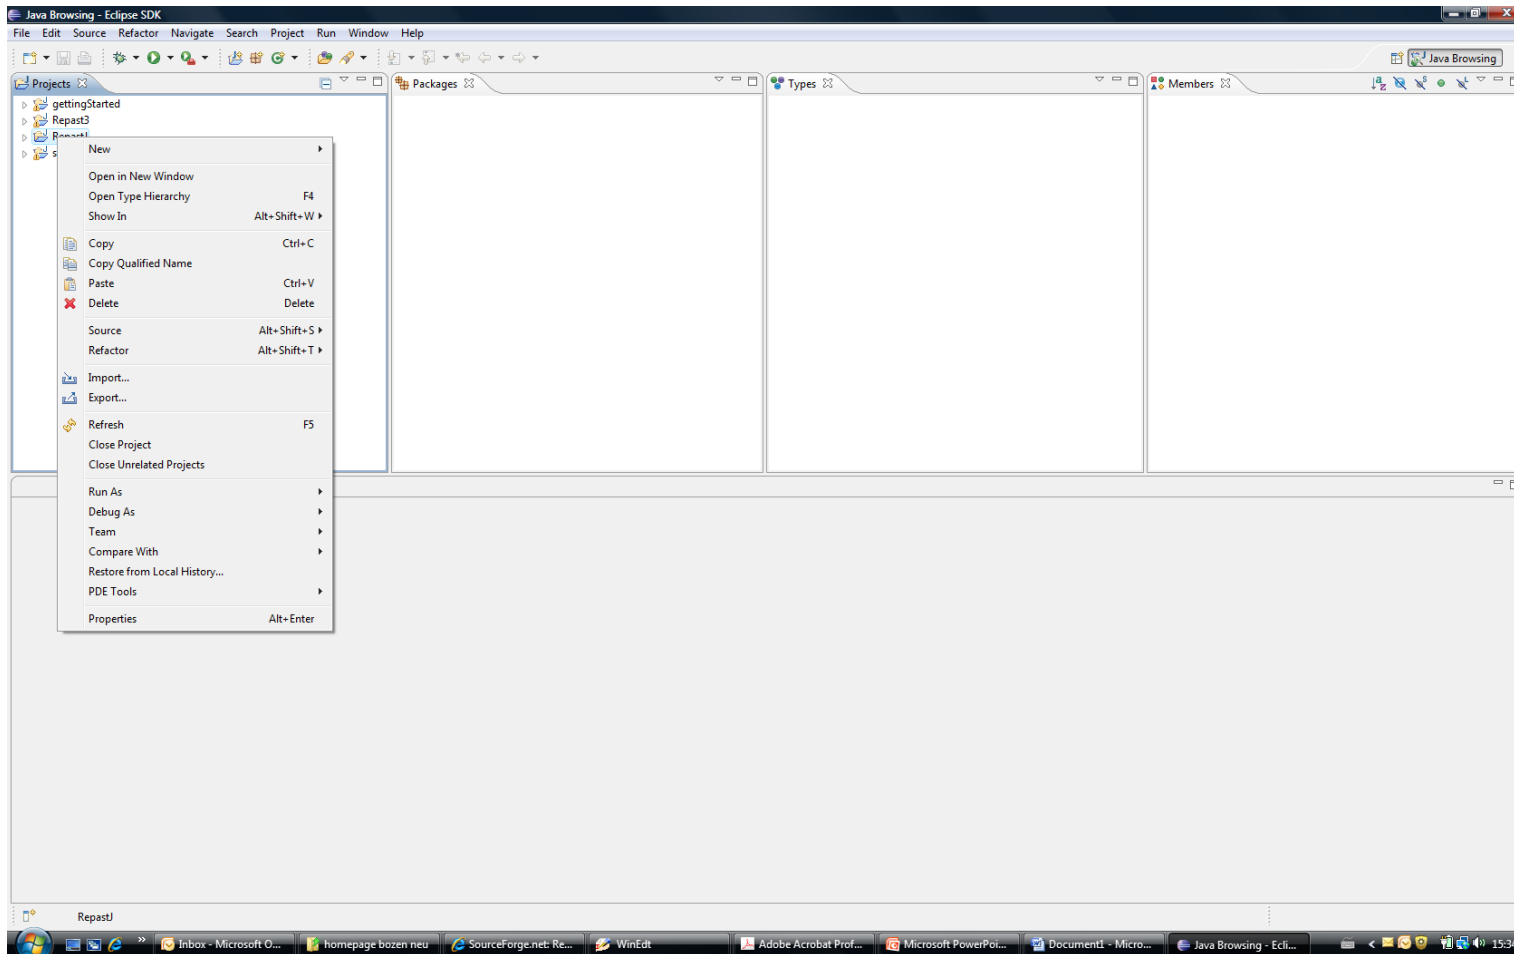 Java Browsing - Eclipse SDK
File Edit Source Refactor Navigate Search Project Run Window Help
Java Browsing
Projects
Packages
Types
Members
gettingStarted
Repast3
RepastJ
s
New
Open in New Window
Open Type Hierarchy F4
Show In Alt+Shift+W
Copy Ctrl+C
Copy Qualified Name
Paste Ctrl+V
Delete Delete
Source Alt+Shift+S
Refactor Alt+Shift+T
Import...
Export...
Refresh F5
Close Project
Close Unrelated Projects
Run As
Debug As
Team
Compare With
Restore from Local History...
PDE Tools
Properties Alt+Enter
RepastJ
Inbox - Microsoft O... homepage bozen neu SourceForge.net: Re... WinEdt Adobe Acrobat Prof... Microsoft PowerPoi... Document1 - Micro... Java Browsing - Ecli... 15:34